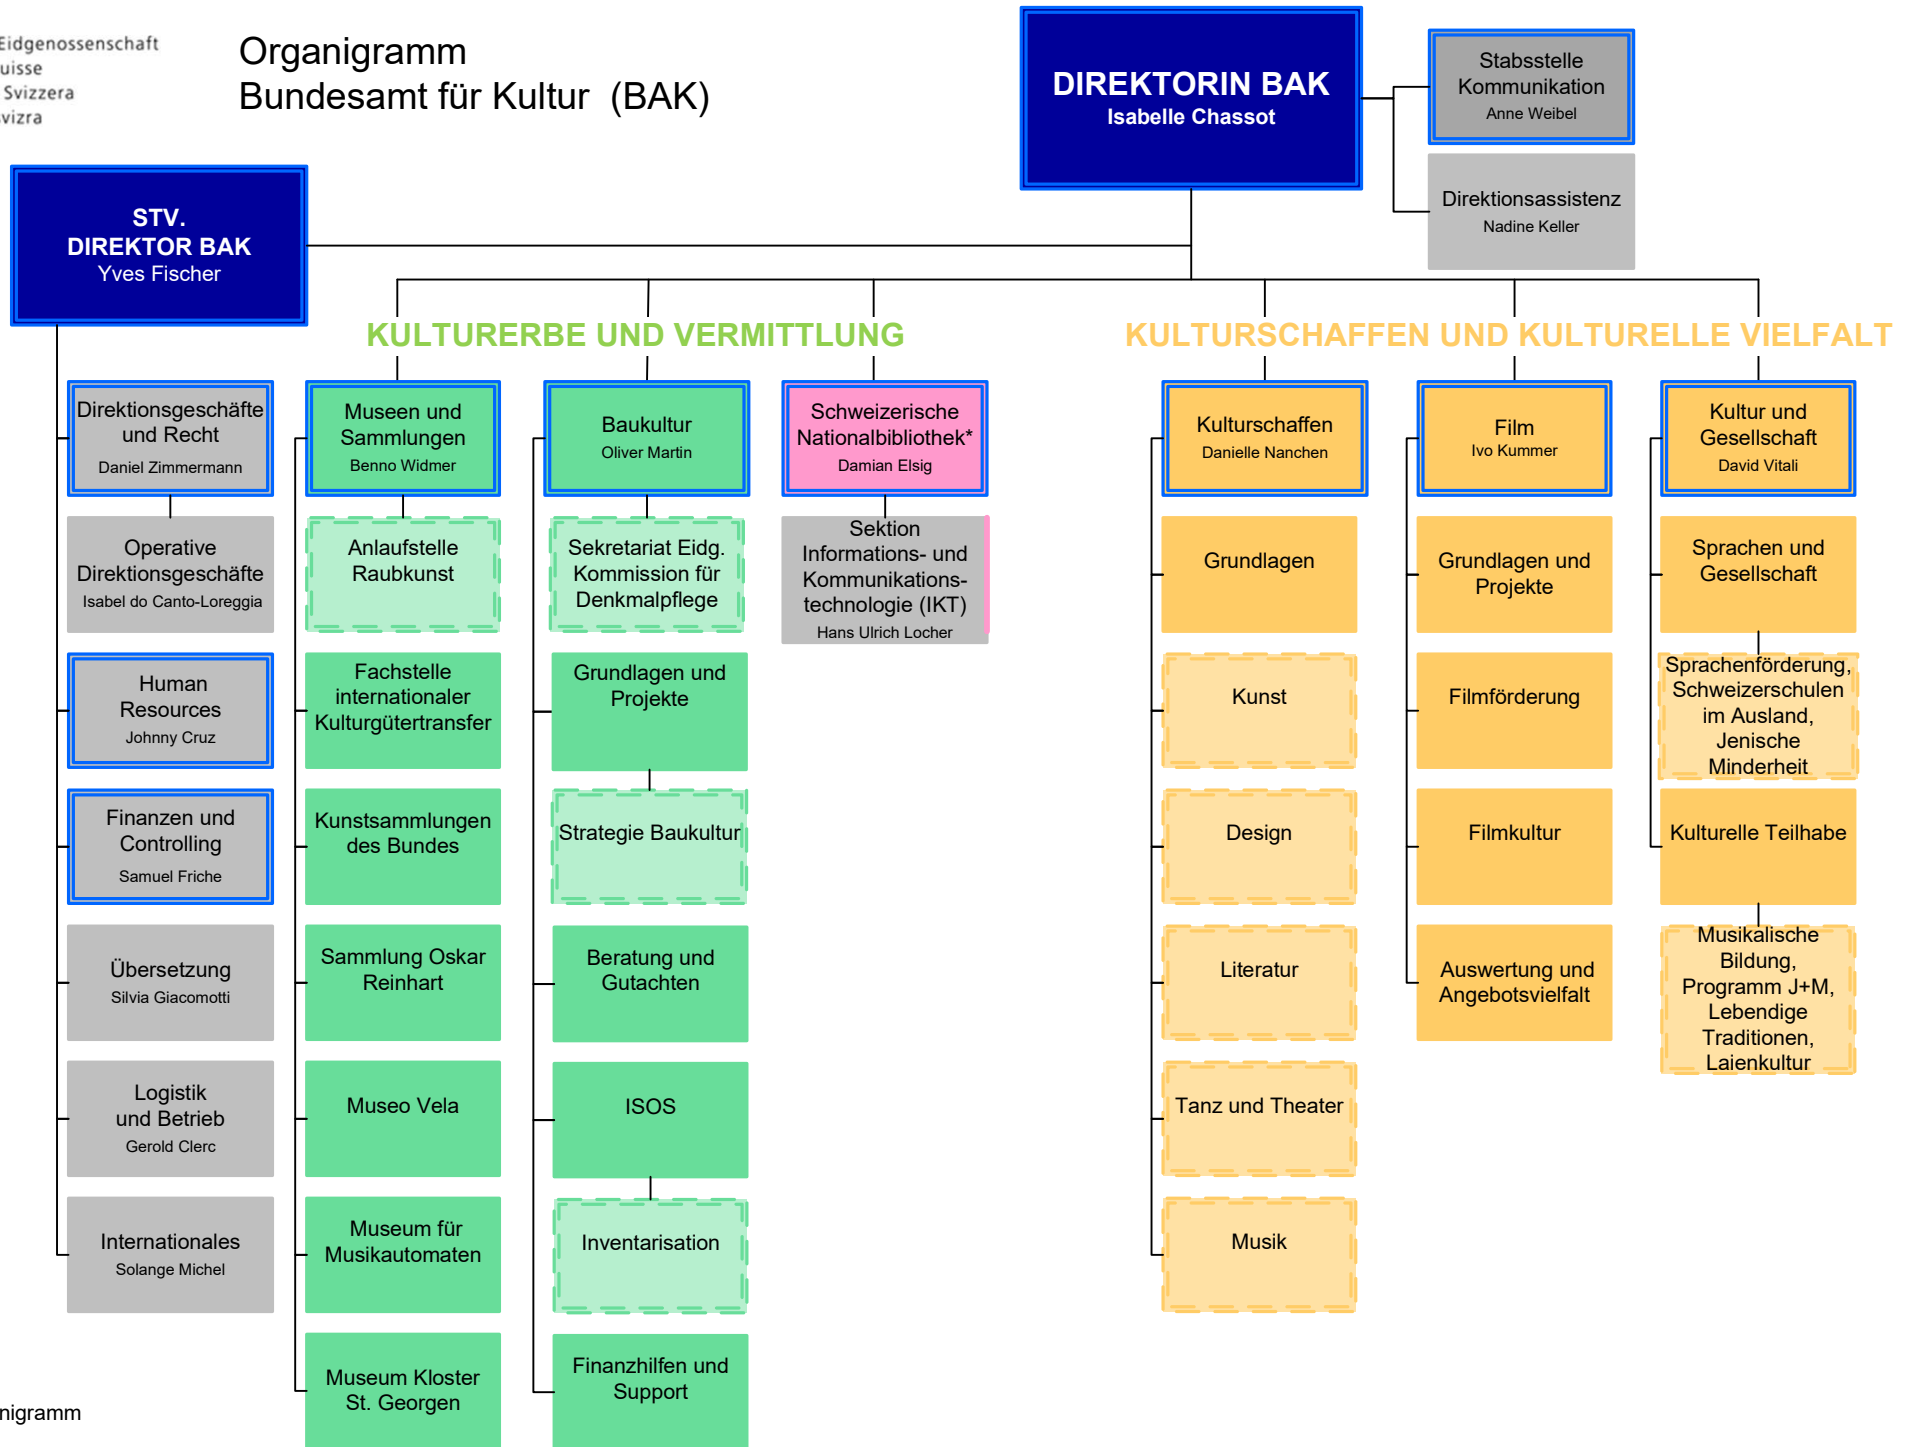 Eidgenossenschaft
uisse
Svizzera
vizra
Organigramm
Bundesamt für Kultur (BAK)
DIREKTORIN BAK
Isabelle Chassot
Stabsstelle
Kommunikation
Anne Weibel
Direktionsassistenz
Nadine Keller
STV.
DIREKTOR BAK
Yves Fischer
KULTURERBE UND VERMITTLUNG
KULTURSCHAFFEN UND KULTURELLE VIELFALT
Direktionsgeschäfte
und Recht
Daniel Zimmermann
Operative
Direktionsgeschäfte
Isabel do Canto-Loreggia
Human
Resources
Johnny Cruz
Finanzen und
Controlling
Samuel Friche
Übersetzung
Silvia Giacomotti
Logistik
und Betrieb
Gerold Clerc
Internationales
Solange Michel
Museen und
Sammlungen
Benno Widmer
Anlaufstelle
Raubkunst
Fachstelle
internationaler
Kulturgütertransfer
Kunstsammlungen
des Bundes
Sammlung Oskar
Reinhart
Museo Vela
Museum für
Musikautomaten
Museum Kloster
St. Georgen
Baukultur
Oliver Martin
Sekretariat Eidg.
Kommission für
Denkmalpflege
Grundlagen und
Projekte
Strategie Baukultur
Beratung und
Gutachten
ISOS
Inventarisation
Finanzhilfen und
Support
Schweizerische
Nationalbibliothek*
Damian Elsig
Sektion
Informations- und
Kommunikations-
technologie (IKT)
Hans Ulrich Locher
Kulturschaffen
Danielle Nanchen
Grundlagen
Kunst
Design
Literatur
Tanz und Theater
Musik
Film
Ivo Kummer
Grundlagen und
Projekte
Filmförderung
Filmkultur
Auswertung und
Angebotsvielfalt
Kultur und
Gesellschaft
David Vitali
Sprachen und
Gesellschaft
Sprachenförderung,
Schweizerschulen
im Ausland,
Jenische
Minderheit
Kulturelle Teilhabe
Musikalische
Bildung,
Programm J+M,
Lebendige
Traditionen,
Laienkultur
nigramm